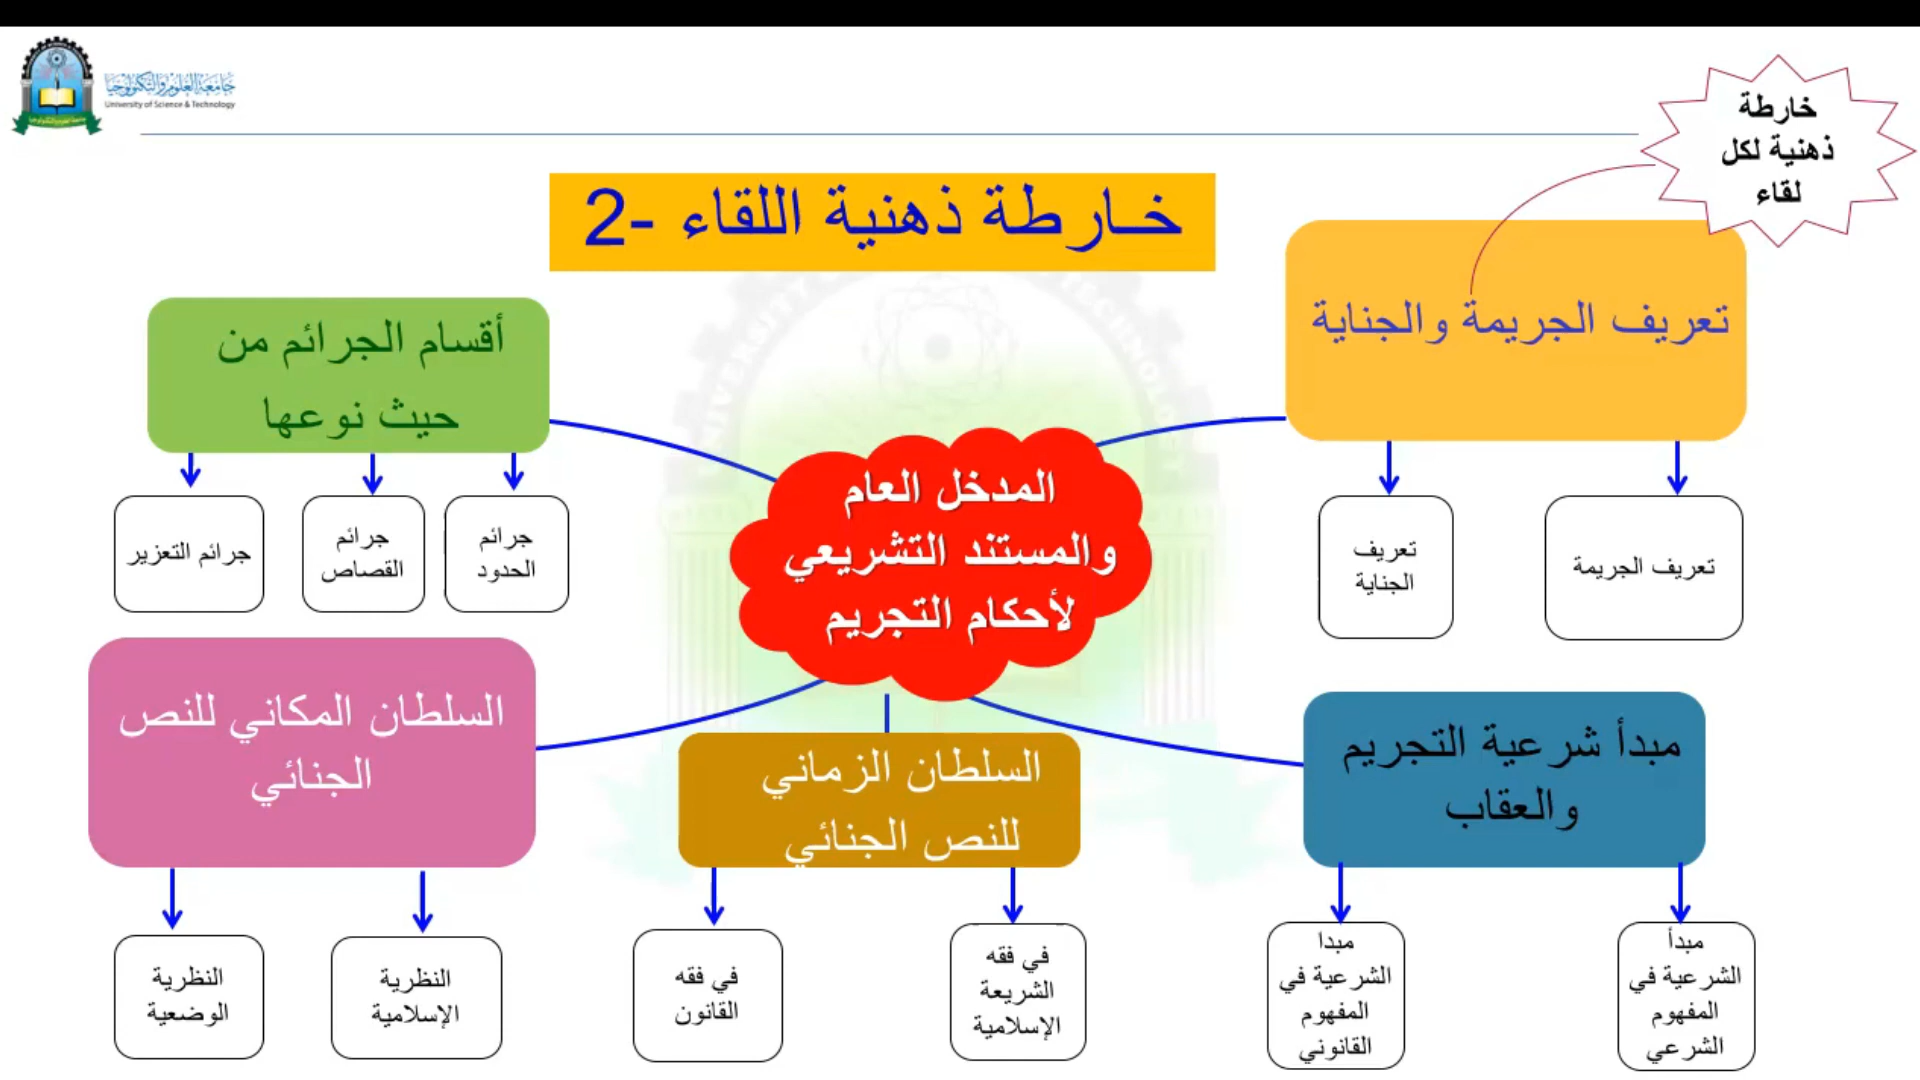 جامعة العلوم والتكنولوجيا
University of Science & Technology
خارطة
ذهنية لكل
لقاء
خارطة ذهنية اللقاء -2
تعريف الجريمة والجناية
تعريف الجريمة
تعريف
الجناية
أقسام الجرائم من
حيث نوعها
جرائم
الحدود
جرائم
القصاص
جرائم التعزير
المدخل العام
والمستند التشريعي
لأحكام التجريم
مبدأ شرعية التجريم
والعقاب
مبدأ
الشرعية في
المفهوم
الشرعي
مبدا
الشرعية في
المفهوم
القانوني
السلطان الزماني
للنص الجنائي
في فقه
الشريعة
الإسلامية
في فقه
القانون
السلطان المكاني للنص
الجنائي
النظرية
الإسلامية
النظرية
الوضعية